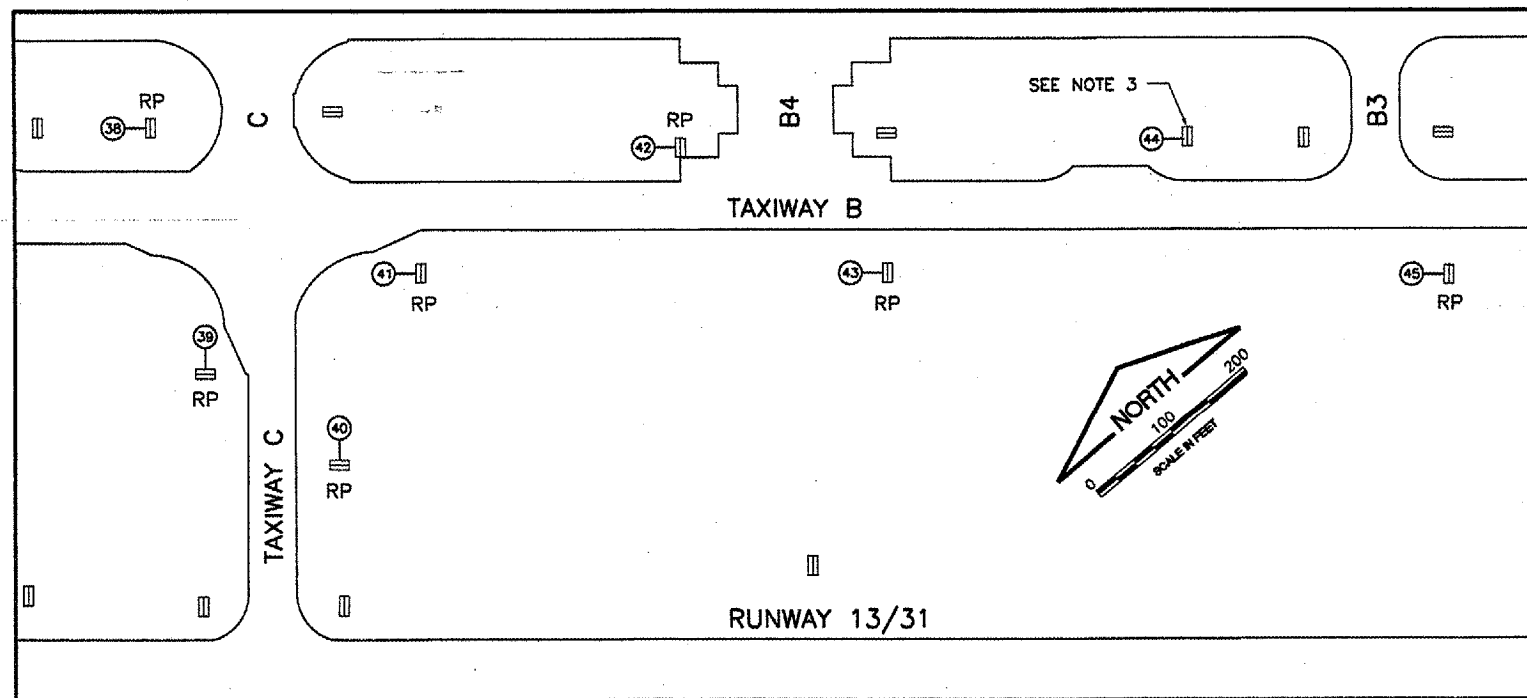 C
B4
B3
SEE NOTE 3
RP
38
RP
42
44
TAXIWAY B
41
RP
43
RP
45
RP
39
RP
40
RP
TAXIWAY C
NORTH
0
100
200
SCALE IN FEET
RUNWAY 13/31